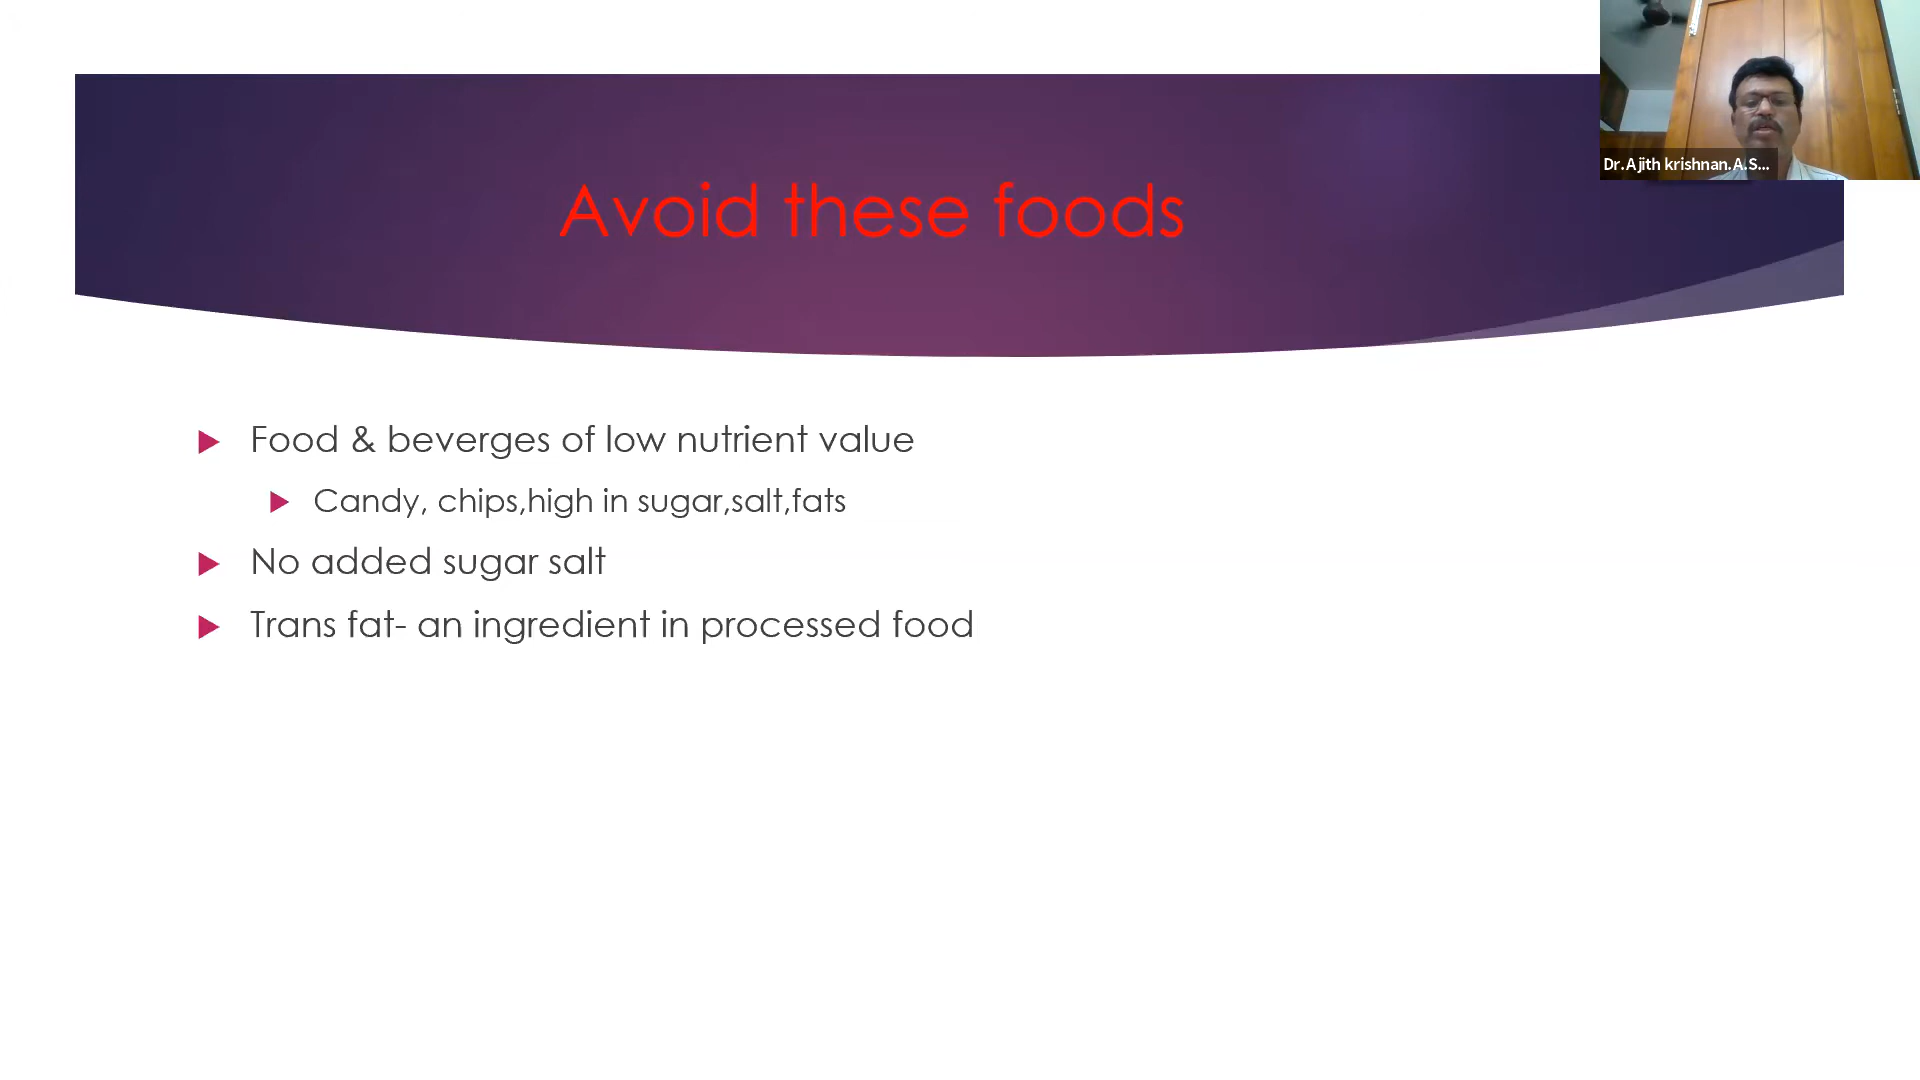 Avoid these foods
Dr.Ajith krishnan.A.S...
Food & beverges of low nutrient value
Candy, chips,high in sugar,salt,fats
No added sugar salt
Trans fat- an ingredient in processed food